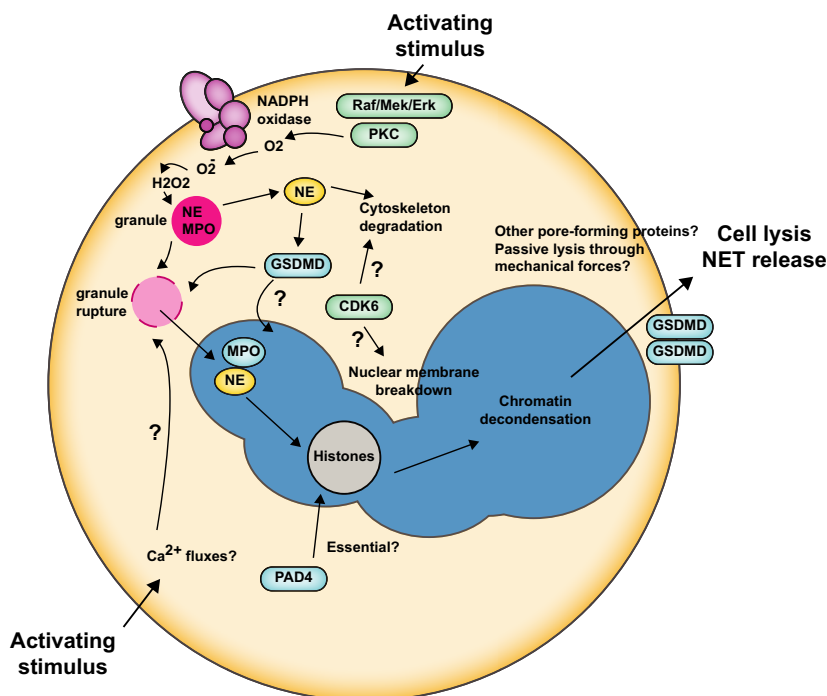 Activating
stimulus
NADPH
oxidase
Raf/Mek/Erk
PKC
O2
O2-
H2O2
granule
NE
MPO
NE
Cytoskeleton
degradation
Other pore-forming proteins?
Passive lysis through
mechanical forces?
Cell lysis
NET release
GSDMD
?
?
granule
rupture
CDK6
GSDMD
GSDMD
MPO
NE
?
Nuclear membrane
breakdown
Chromatin
decondensation
?
Histones
Essential?
Ca2+ fluxes?
PAD4
Activating
stimulus